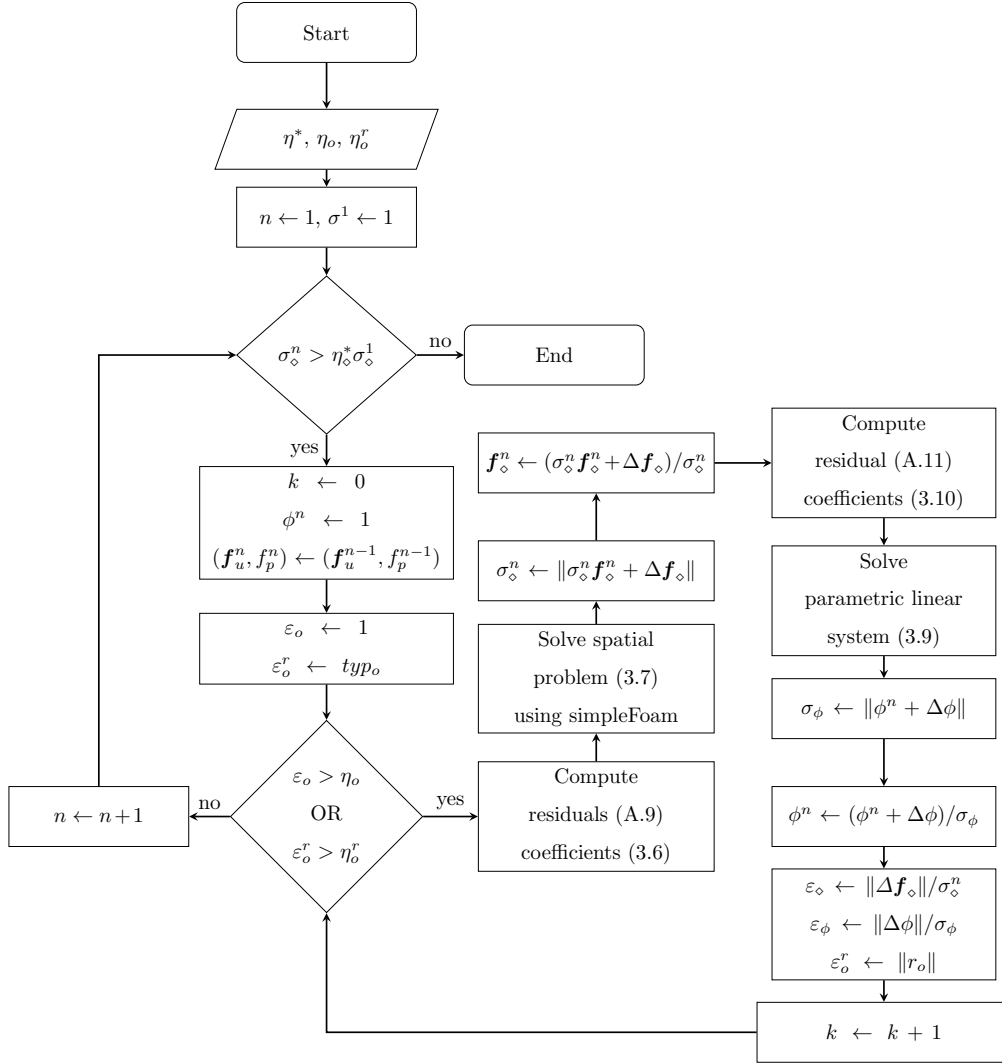 Start
η*, η_o, η_o^r
n ← 1, σ^1 ← 1
σ_⋄^n > η_⋄^* σ_⋄^1
no
End
yes
k ← 0
ϕ^n ← 1
(f_u^n, f_p^n) ← (f_u^{n−1}, f_p^{n−1})
ε_o ← 1
ε_o^r ← typ_o
ε_o > η_o
OR
ε_o^r > η_o^r
no
n ← n+1
yes
Compute
residuals (A.9)
coefficients (3.6)
Solve spatial
problem (3.7)
using simpleFoam
σ_⋄^n ← ‖σ_⋄^n f_⋄^n + Δf_⋄‖
f_⋄^n ← (σ_⋄^n f_⋄^n + Δf_⋄)/σ_⋄^n
Compute
residual (A.11)
coefficients (3.10)
Solve
parametric linear
system (3.9)
σ_ϕ ← ‖ϕ^n + Δϕ‖
ϕ^n ← (ϕ^n + Δϕ)/σ_ϕ
ε_⋄ ← ‖Δf_⋄‖/σ_⋄^n
ε_ϕ ← ‖Δϕ‖/σ_ϕ
ε_o^r ← ‖r_o‖
k ← k + 1